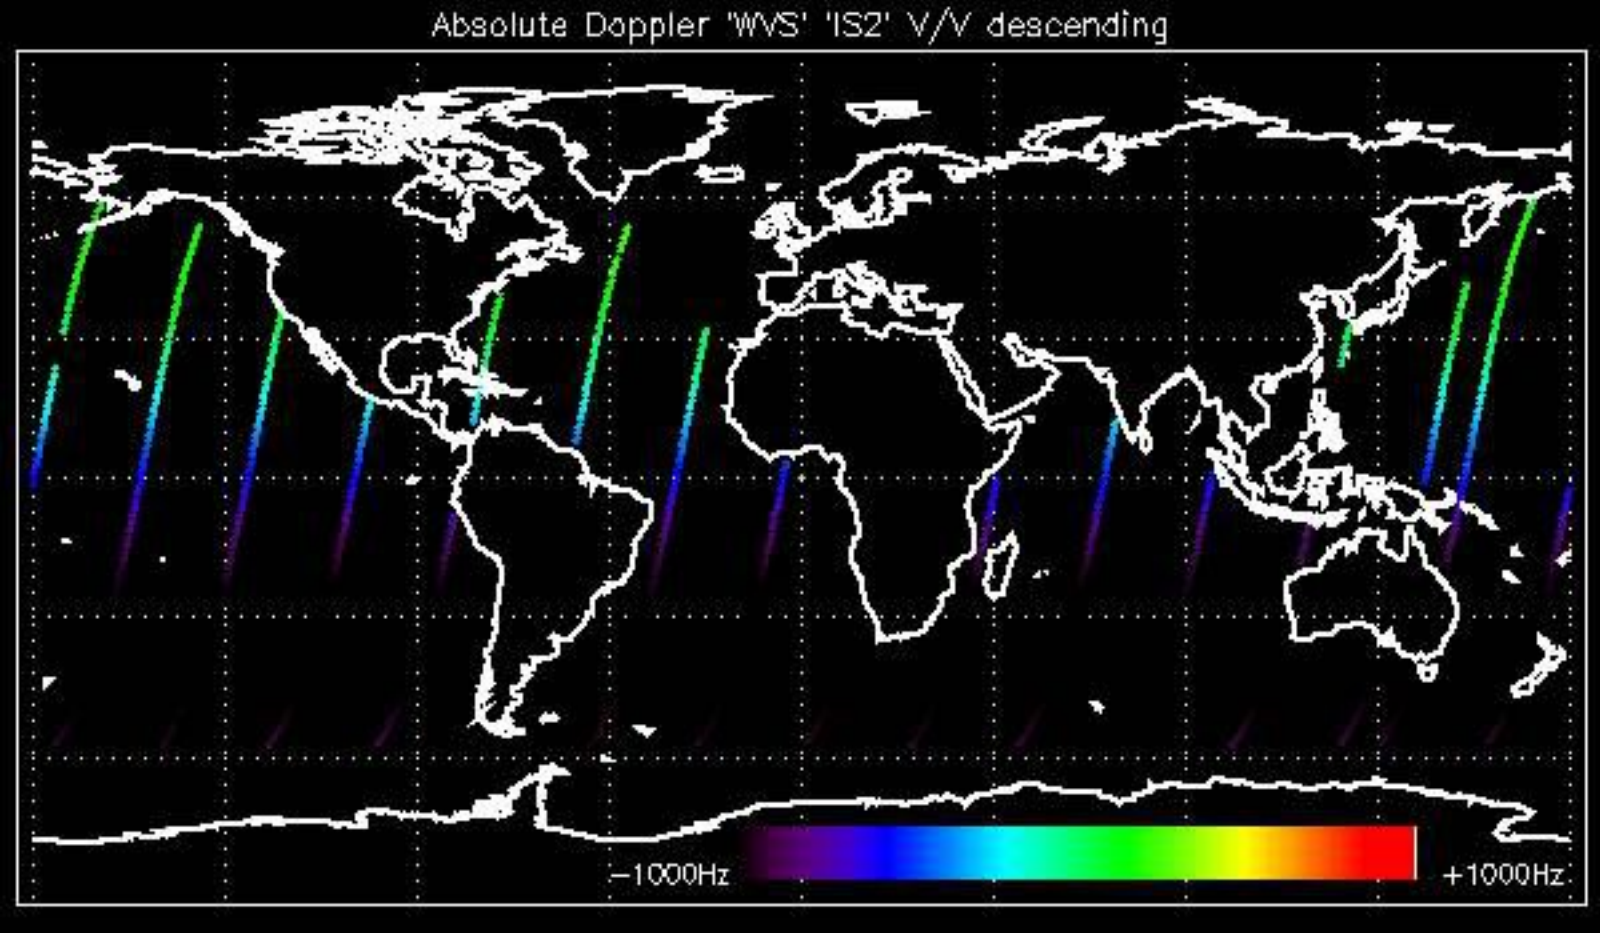 Absolute Doppler 'WVS' 'IS2' V/V descending
−1000Hz +1000Hz